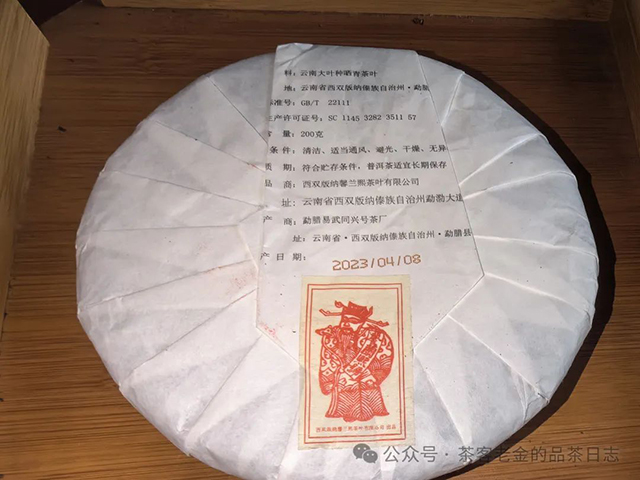 料: 云南大叶种晒青茶叶
地: 云南省西双版纳傣族自治州·勐腊
标准号: GB/T 22111
生产许可证号: SC 1145 3282 3511 57
含量: 200克
条件: 清洁、适当通风、避光、干燥、无异
质期: 符合贮存条件, 普洱茶适宜长期保存
品商: 西双版纳馨兰熙茶叶有限公司
址: 云南省西双版纳傣族自治州勐泐大道
产商: 勐腊易武同兴号茶厂
址: 云南省·西双版纳傣族自治州·勐腊县
产日期:
2023/04/08
公众号·茶客老金的品茶日志